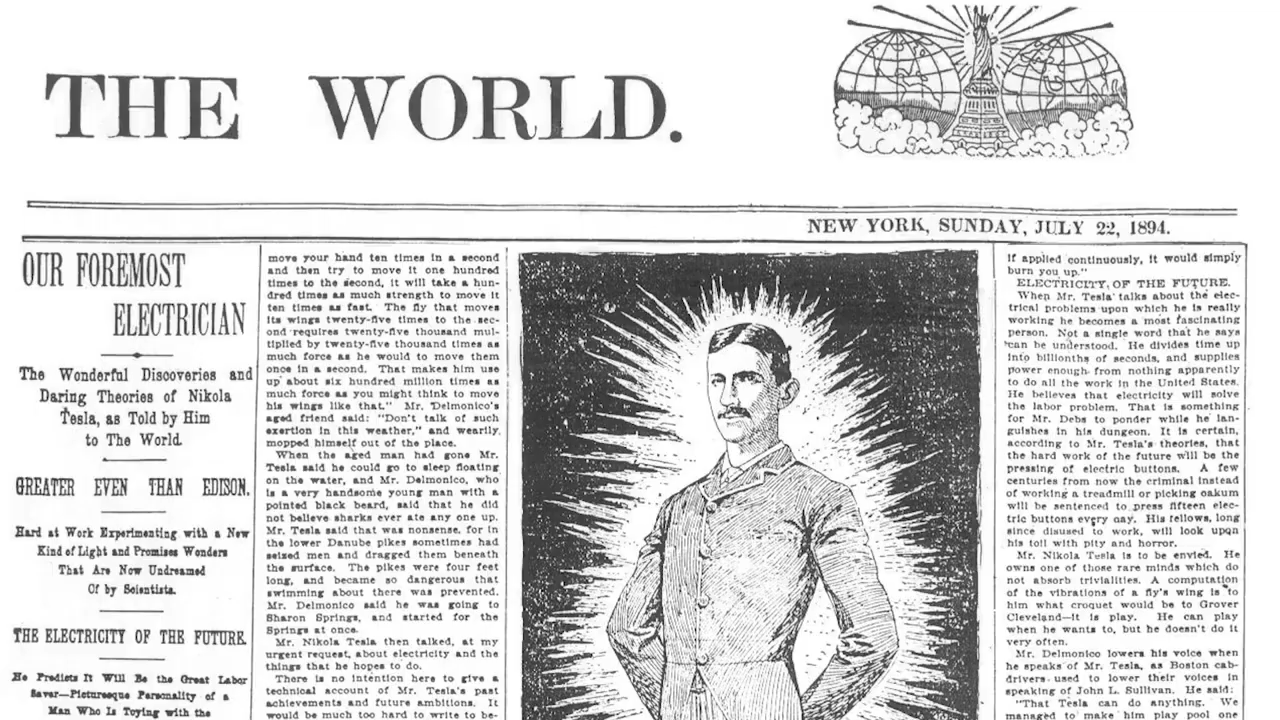 THE WORLD.
NEW YORK, SUNDAY, JULY 22, 1894.
OUR FOREMOST
ELECTRICIAN
The Wonderful Discoveries and
Daring Theories of Nikola
Tesla, as Told by Him
to The World.
GREATER EVEN THAN EDISON.
Hard at Work Experimenting with a New
Kind of Light and Promises Wonders
That Are Now Undreamed
Of by Scientists.
THE ELECTRICITY OF THE FUTURE.
He Predicts It Will Be the Great Labor
Saver—Picturesque Personality of a
Man Who Is Toying with the
move your hand ten times in a second
and then try to move it one hundred
times to the second, it will take a hun-
dred times as much strength to move it
ten times as fast. The fly that moves
its wings twenty-five times to the sec-
ond requires twenty-five thousand mul-
tiplied by twenty-five thousand times as
much force as he would to move them
once in a second. That makes him use
up about six hundred million times as
much force as you might think to move
his wings like that." Mr. Delmonico's
aged friend said: "Don't talk of such
exertion in this weather," and wearily
mopped himself out of the place.
When the aged man had gone Mr.
Tesla said he could go to sleep floating
on the water, and Mr. Delmonico, who
is a very handsome young man with a
pointed black beard, said that he did
not believe sharks ever ate any one up.
Mr. Tesla said that was nonsense, for in
the lower Danube pikes sometimes had
seized men and dragged them beneath
the surface. The pikes were four feet
long, and became so dangerous that
swimming about there was prevented.
Mr. Delmonico said he was going to
Sharon Springs, and started for the
Springs at once.
Mr. Nikola Tesla then talked, at my
urgent request, about electricity and the
things that he hopes to do.
There is no intention here to give a
technical account of Mr. Tesla's past
achievements and future ambitions. It
would be much too hard to write to be-
if applied continuously, it would simply
burn you up."
ELECTRICITY OF THE FUTURE.
When Mr. Tesla talks about the elec-
trical problems upon which he is really
working he becomes a most fascinating
person. Not a single word that he says
can be understood. He divides time up
into billionths of seconds, and supplies
power enough from nothing apparently
to do all the work in the United States.
He believes that electricity will solve
the labor problem. That is something
for Mr. Debs to ponder while he lan-
guishes in his dungeon. It is certain,
according to Mr. Tesla's theories, that
the hard work of the future will be the
pressing of electric buttons. A few
centuries from now the criminal instead
of working a treadmill or picking oakum
will be sentenced to press fifteen elec-
tric buttons every day. His fellows, long
since disused to work, will look upon
his toil with pity and horror.
Mr. Nikola Tesla is to be envied. He
owns one of those rare minds which do
not absorb trivialities. A computation
of the vibrations of a fly's wing is to
him what croquet would be to Grover
Cleveland—it is play. He can play
when he wants to, but he doesn't do it
very often.
Mr. Delmonico lowers his voice when
he speaks of Mr. Tesla, as Boston cab-
drivers used to lower their voices in
speaking of John L. Sullivan. He said:
"That Tesla can do anything. We
managed to make him play pool one